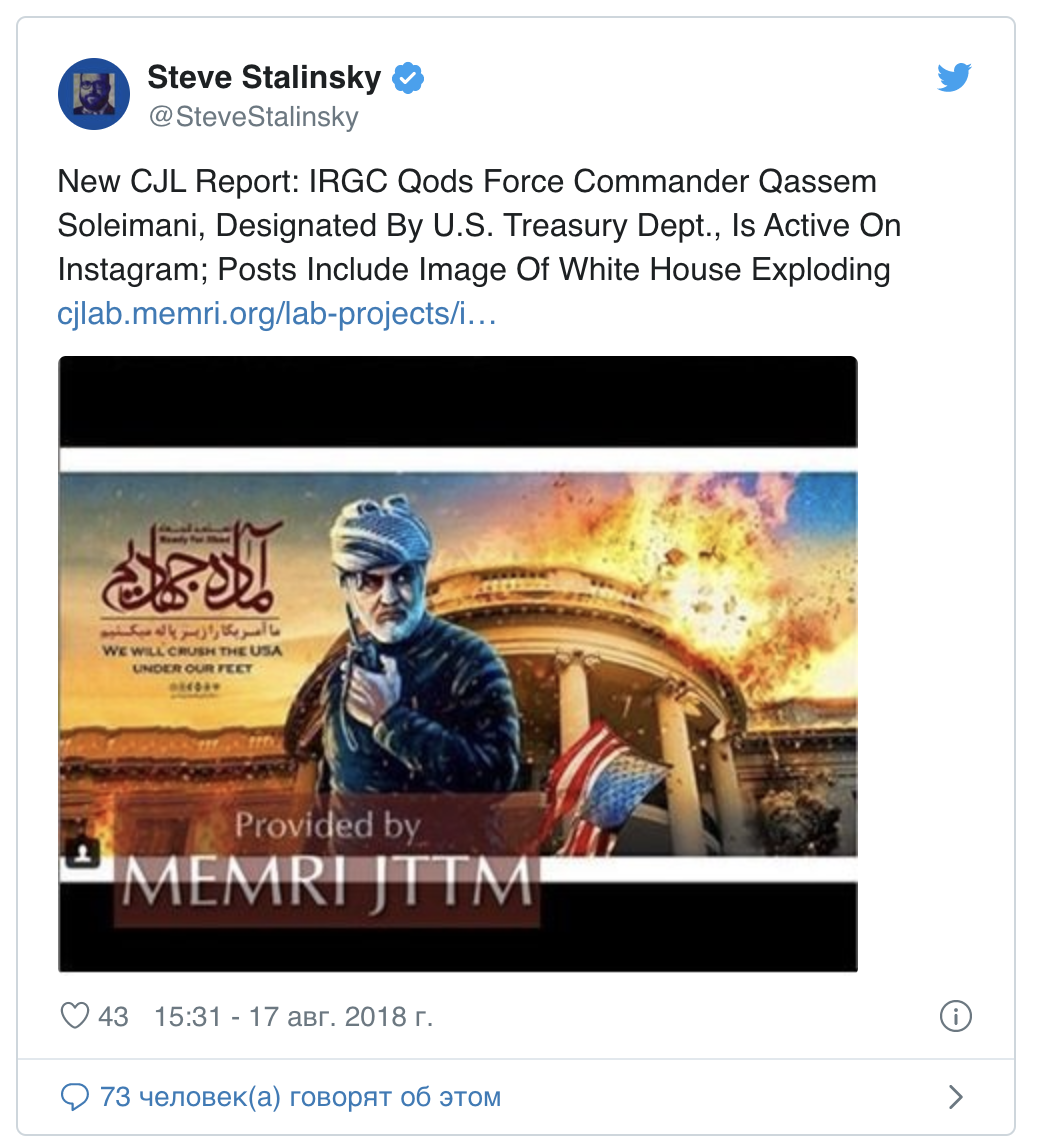 Steve Stalinsky
@SteveStalinsky
New CJL Report: IRGC Qods Force Commander Qassem
Soleimani, Designated By U.S. Treasury Dept., Is Active On
Instagram; Posts Include Image Of White House Exploding
cjlab.memri.org/lab-projects/i…
Ready For Jihad
آماده جهادیم
ما آمریکا را زیر پا له میکنیم
WE WILL CRUSH THE USA
UNDER OUR FEET
Provided by
MEMRI JTTM
43 15:31 - 17 авг. 2018 г.
73 человек(а) говорят об этом